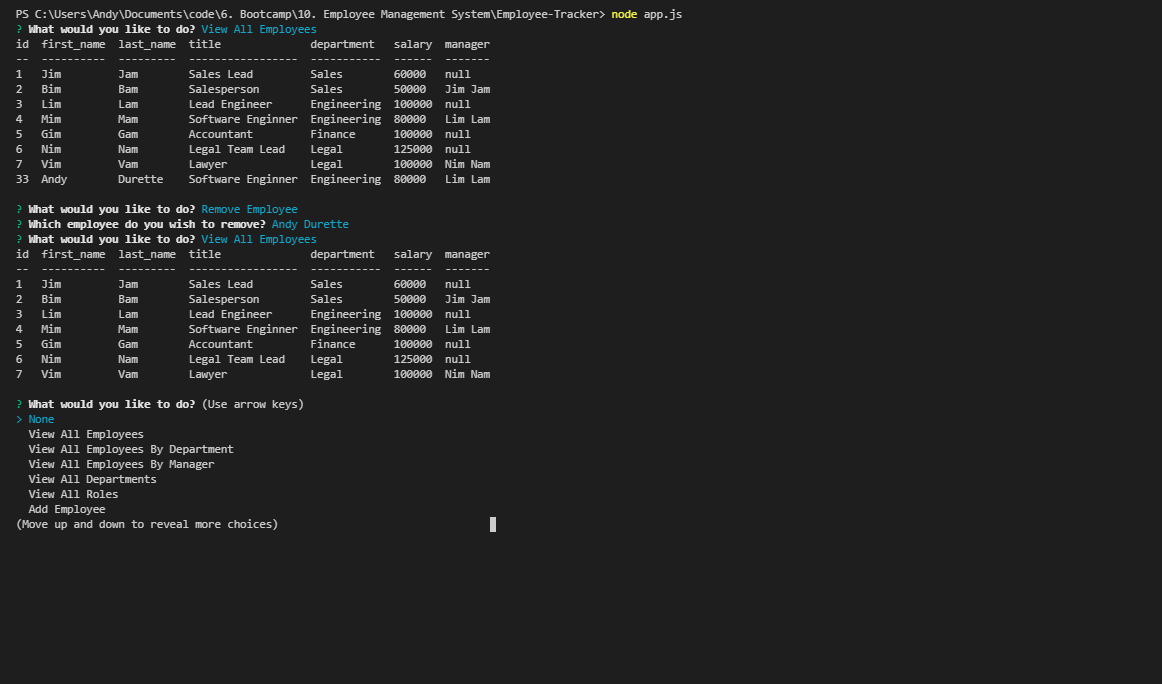 PS C:\Users\Andy\Documents\code\6. Bootcamp\10. Employee Management System\Employee-Tracker> node app.js
? What would you like to do? View All Employees
id  first_name  last_name  title              department   salary  manager
--  ----------  ---------  -----------------  -----------  ------  -------
1   Jim         Jam        Sales Lead         Sales        60000   null
2   Bim         Bam        Salesperson        Sales        50000   Jim Jam
3   Lim         Lam        Lead Engineer      Engineering  100000  null
4   Mim         Mam        Software Enginner  Engineering  80000   Lim Lam
5   Gim         Gam        Accountant         Finance      100000  null
6   Nim         Nam        Legal Team Lead    Legal        125000  null
7   Vim         Vam        Lawyer             Legal        100000  Nim Nam
33  Andy        Durette    Software Enginner  Engineering  80000   Lim Lam
? What would you like to do? Remove Employee
? Which employee do you wish to remove? Andy Durette
? What would you like to do? View All Employees
id  first_name  last_name  title              department   salary  manager
--  ----------  ---------  -----------------  -----------  ------  -------
1   Jim         Jam        Sales Lead         Sales        60000   null
2   Bim         Bam        Salesperson        Sales        50000   Jim Jam
3   Lim         Lam        Lead Engineer      Engineering  100000  null
4   Mim         Mam        Software Enginner  Engineering  80000   Lim Lam
5   Gim         Gam        Accountant         Finance      100000  null
6   Nim         Nam        Legal Team Lead    Legal        125000  null
7   Vim         Vam        Lawyer             Legal        100000  Nim Nam
? What would you like to do? (Use arrow keys)
> None
  View All Employees
  View All Employees By Department
  View All Employees By Manager
  View All Departments
  View All Roles
  Add Employee
(Move up and down to reveal more choices)